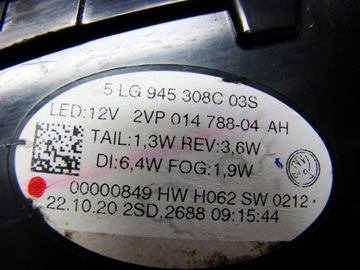 5 LG 945 308C 03S
LED:12V 2VP 014 788-04 AH
TAIL:1,3W REV:3,6W
DI:6,4W FOG:1,9W
00000849 HW H062 SW 0212
22.10.20 2SD,2688 09:15:44